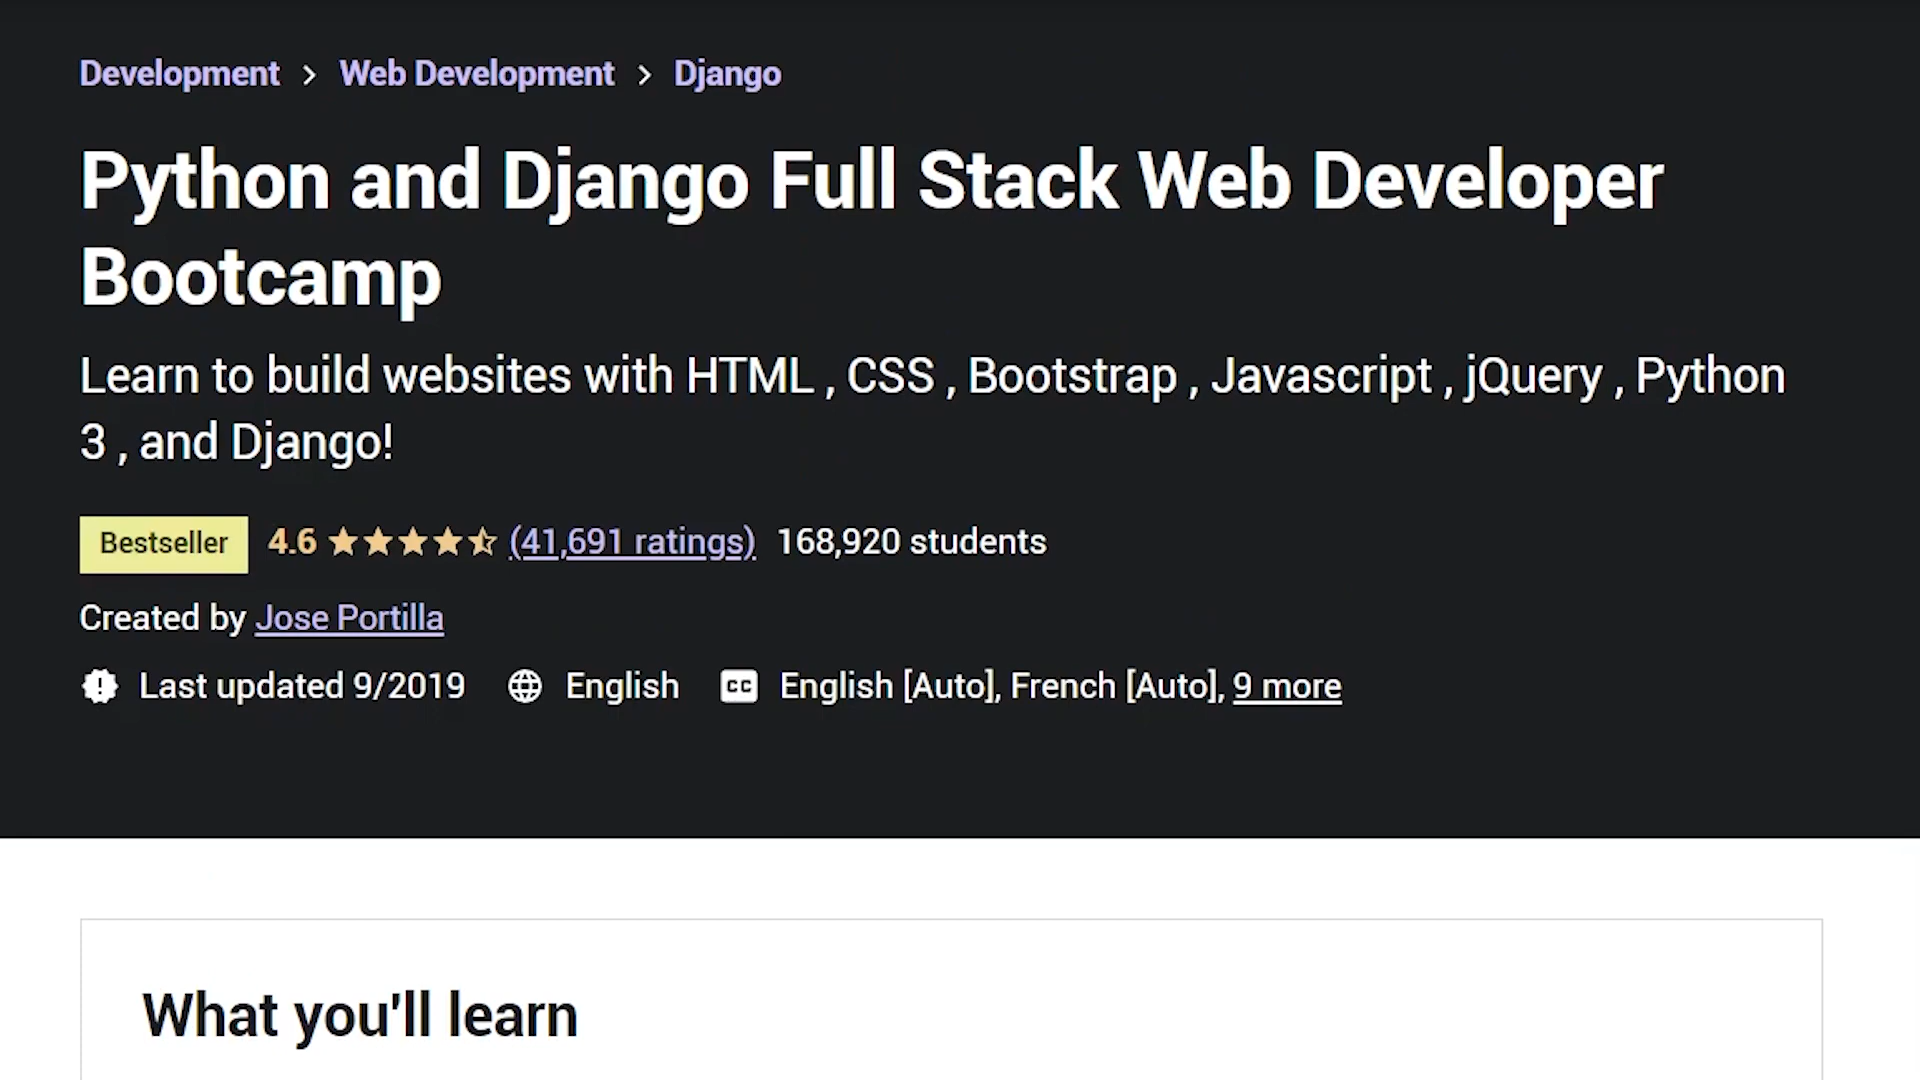 Development > Web Development > Django
Python and Django Full Stack Web Developer
Bootcamp
Learn to build websites with HTML , CSS , Bootstrap , Javascript , jQuery , Python
3 , and Django!
Bestseller 4.6 (41,691 ratings) 168,920 students
Created by Jose Portilla
Last updated 9/2019 English CC English [Auto], French [Auto], 9 more
What you'll learn